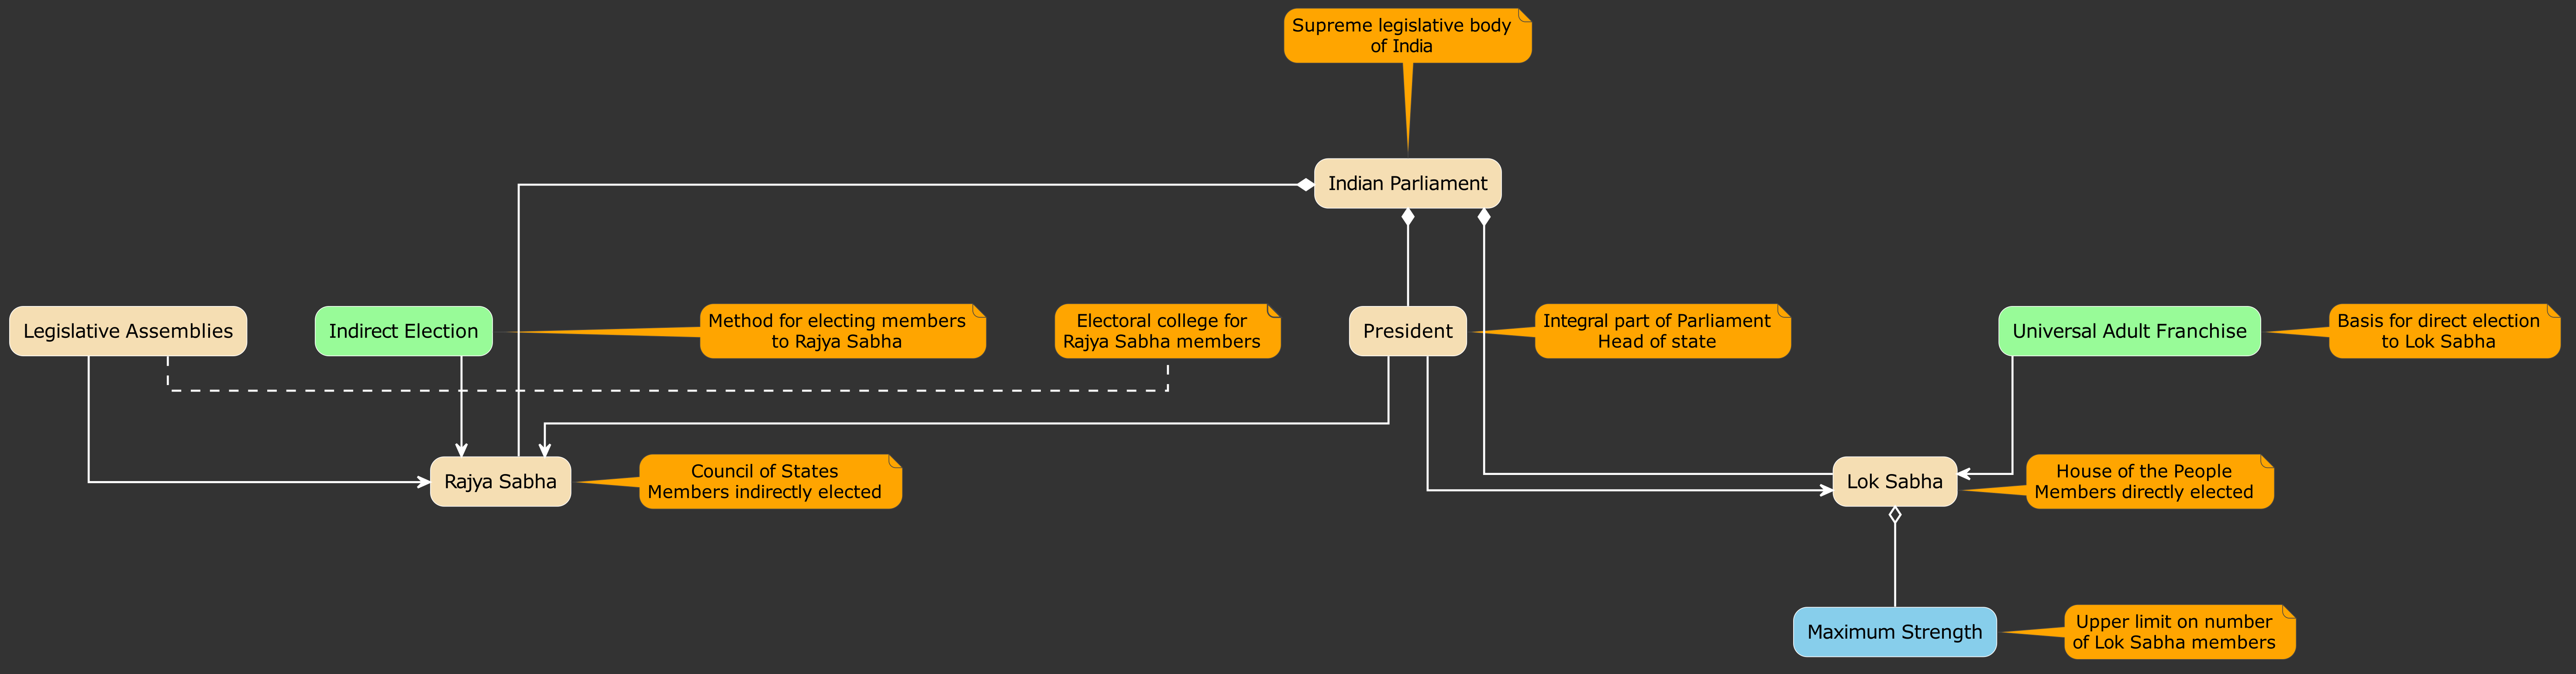 Supreme legislative body
of India
Indian Parliament
Legislative Assemblies
Indirect Election
Method for electing members
to Rajya Sabha
Electoral college for
Rajya Sabha members
President
Integral part of Parliament
Head of state
Universal Adult Franchise
Basis for direct election
to Lok Sabha
Rajya Sabha
Council of States
Members indirectly elected
Lok Sabha
House of the People
Members directly elected
Maximum Strength
Upper limit on number
of Lok Sabha members